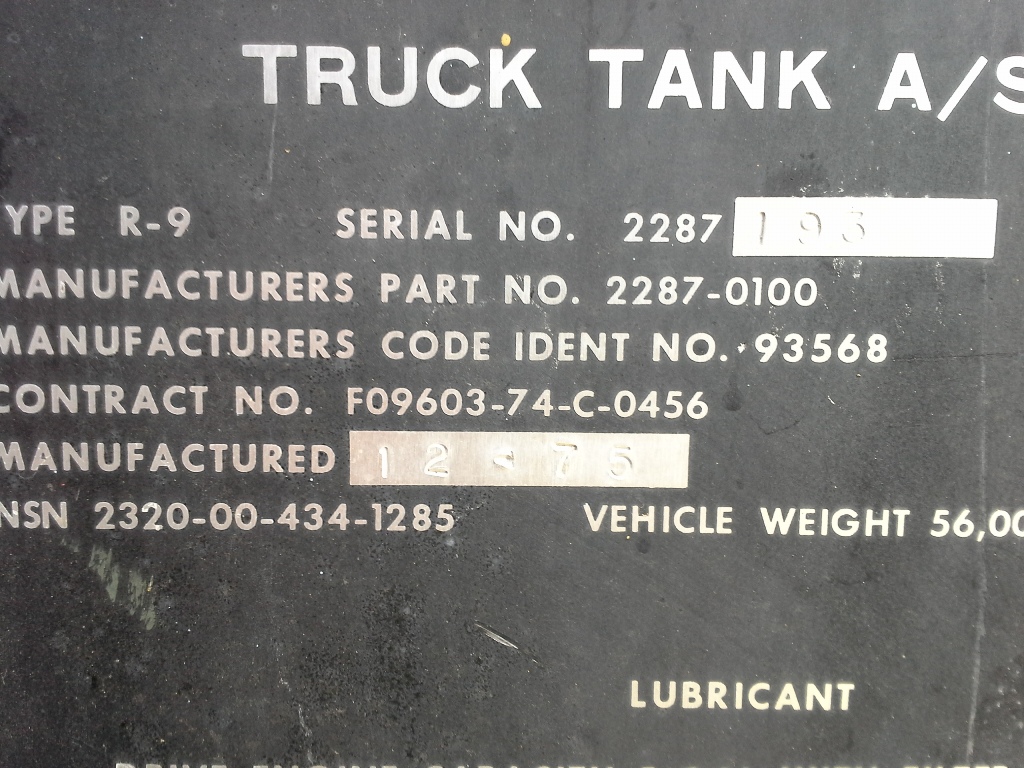 TRUCK TANK A/S
YPE R-9 SERIAL NO. 2287 193
MANUFACTURERS PART NO. 2287-0100
MANUFACTURERS CODE IDENT NO. 93568
CONTRACT NO. F09603-74-C-0456
MANUFACTURED 12 75
NSN 2320-00-434-1285 VEHICLE WEIGHT 56,00
LUBRICANT